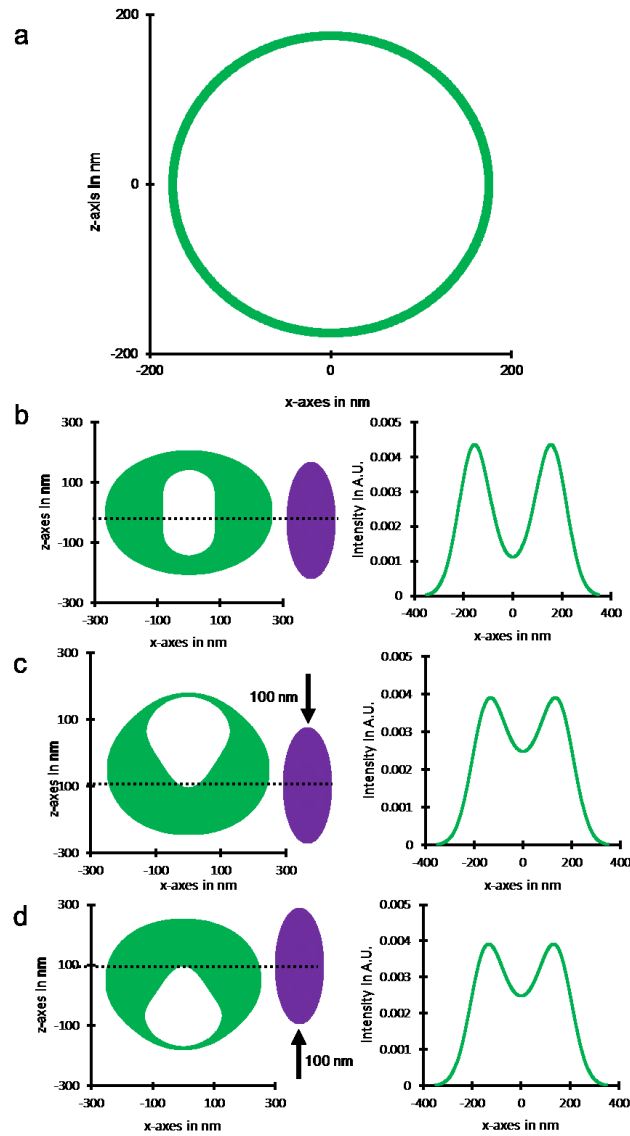 a
200
0
-200
z-axis in nm
-200 0 200
x-axes in nm
b
300
100
-100
-300
z-axes in nm
-300 -100 100 300
x-axes in nm
0.005
0.004
0.003
0.002
0.001
0
Intensity in A.U.
-400 -200 0 200 400
x-axes in nm
c
300
100
-100
-300
z-axes in nm
100 nm
-300 -100 100 300
x-axes in nm
0.005
0.004
0.003
0.002
0.001
0
Intensity in A.U.
-400 -200 0 200 400
x-axes in nm
d
300
100
-100
-300
z-axes in nm
100 nm
-300 -100 100 300
x-axes in nm
0.005
0.004
0.003
0.002
0.001
0
Intensity in A.U.
-400 -200 0 200 400
x-axes in nm